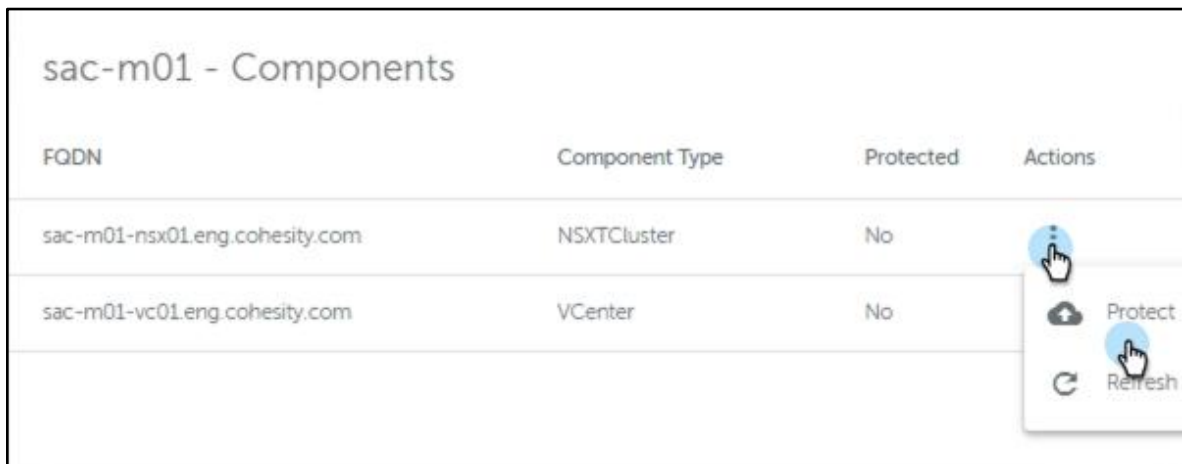 sac-m01 - Components
FQDN Component Type Protected Actions
sac-m01-nsx01.eng.cohesity.com NSXTCluster No
sac-m01-vc01.eng.cohesity.com VCenter No
Protect
Refresh